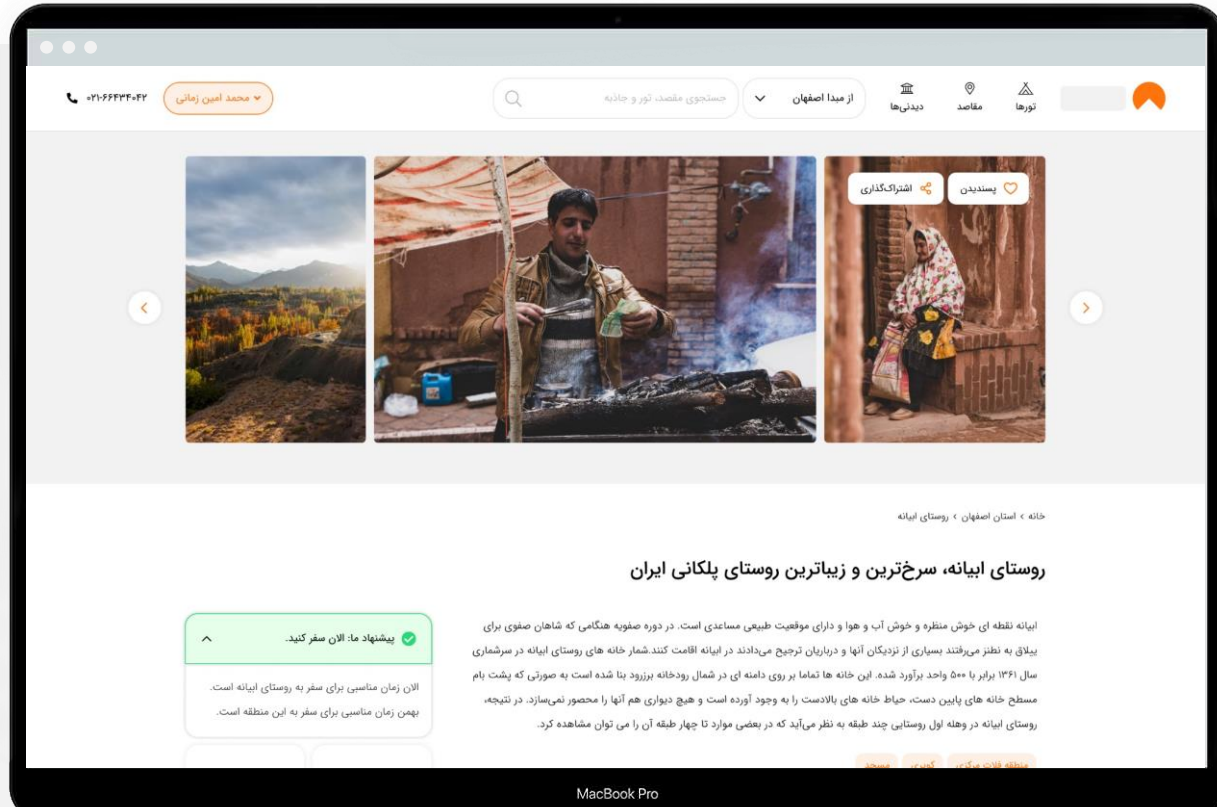 تورها
مقاصد
دیدنی‌ها
از مبدا اصفهان
جستجوی مقصد، تور و جاذبه
محمد امین زمانی
۰۲۱-۶۶۴۳۴۰۴۲
پسندیدن
اشتراک‌گذاری
خانه › استان اصفهان › روستای ابیانه
روستای ابیانه، سرخ‌ترین و زیباترین روستای پلکانی ایران
ابیانه نقطه ای خوش منظره و خوش آب و هوا و دارای موقعیت طبیعی مساعدی است. در دوره صفویه هنگامی که شاهان صفوی برای
ییلاق به نطنز می‌رفتند بسیاری از نزدیکان آنها و درباریان ترجیح می‌دادند در ابیانه اقامت کنند.شمار خانه های روستای ابیانه در سرشماری
سال ۱۳۶۱ برابر با ۵۰۰ واحد برآورد شده. این خانه ها تماما بر روی دامنه ای در شمال رودخانه برزرود بنا شده است به صورتی که پشت بام
مسطح خانه های پایین دست، حیاط خانه های بالادست را به وجود آورده است و هیچ دیواری هم آنها را محصور نمی‌سازد. در نتیجه،
روستای ابیانه در وهله اول روستایی چند طبقه به نظر می‌آید که در بعضی موارد تا چهار طبقه آن را می توان مشاهده کرد.
منطقه فلات مرکزی
کویری
مسجد
پیشنهاد ما: الان سفر کنید.
الان زمان مناسبی برای سفر به روستای ابیانه است.
بهمن زمان مناسبی برای سفر به این منطقه است.
MacBook Pro